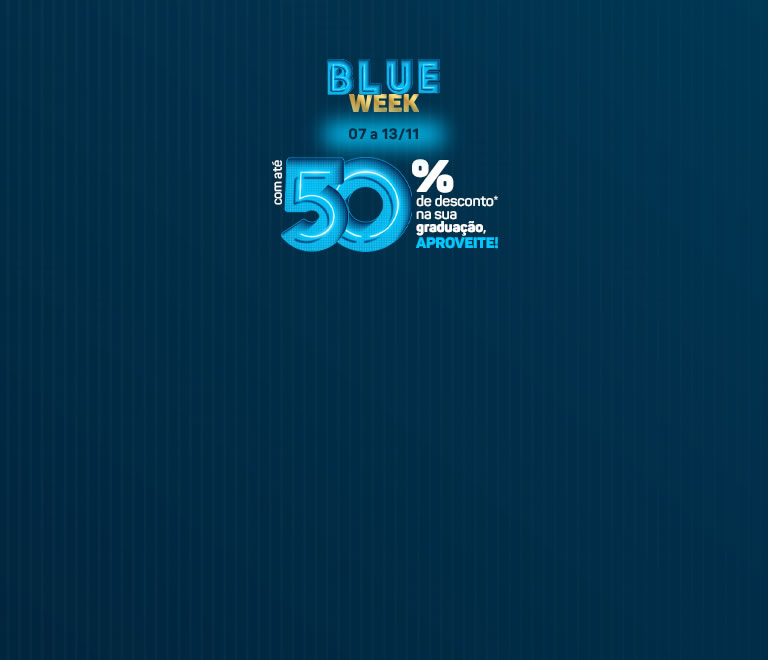 BLUE
WEEK
07 a 13/11
com até
50%
de desconto*
na sua
graduação,
APROVEITE!